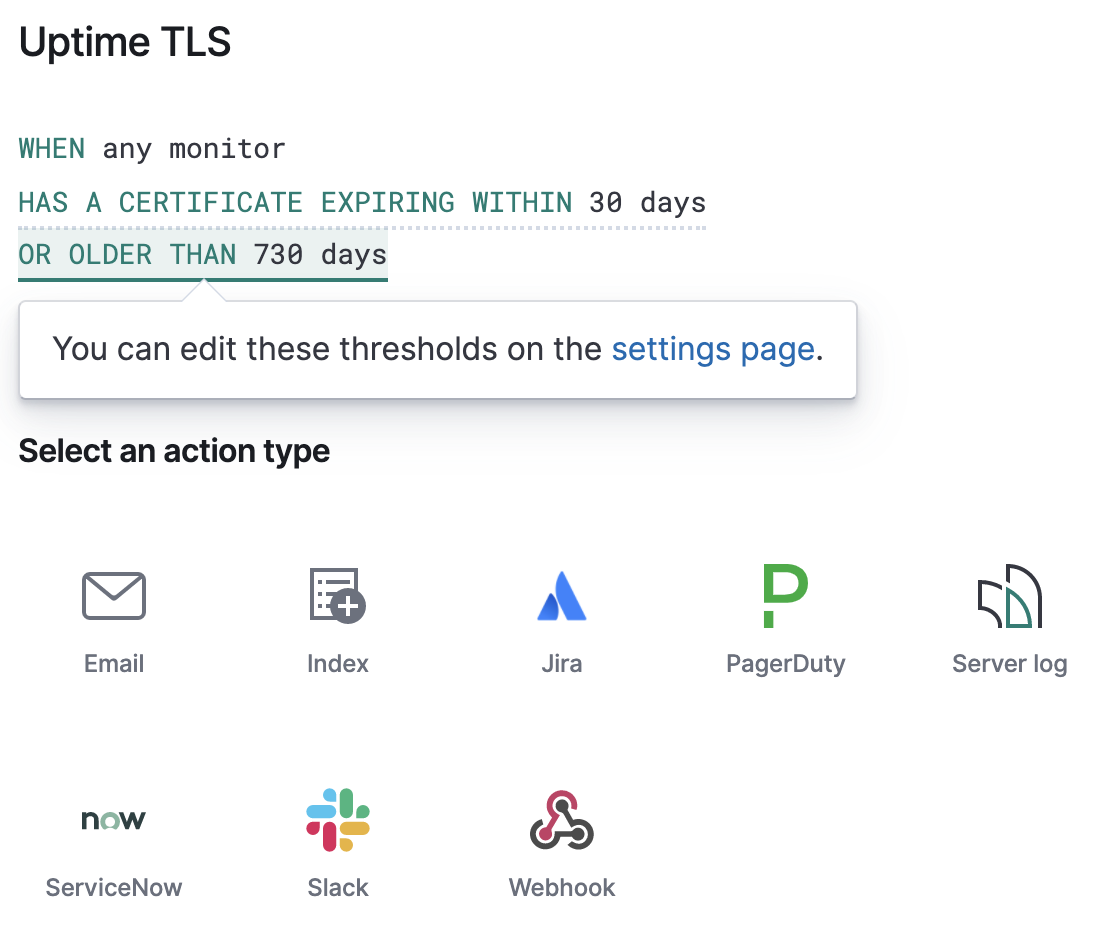 Uptime TLS
WHEN any monitor
HAS A CERTIFICATE EXPIRING WITHIN 30 days
OR OLDER THAN 730 days
You can edit these thresholds on the settings page.
Select an action type
Email Index Jira PagerDuty Server log
now
ServiceNow Slack Webhook